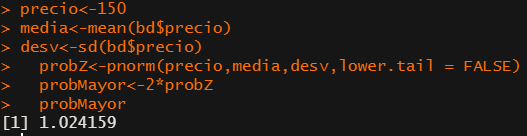 > precio<-150
> media<-mean(bd$precio)
> desv<-sd(bd$precio)
>   probZ<-pnorm(precio,media,desv,lower.tail = FALSE)
>   probMayor<-2*probZ
>   probMayor
[1] 1.024159